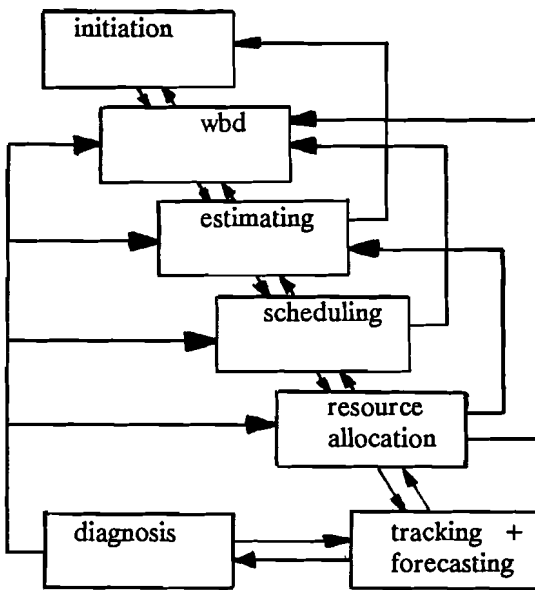 initiation
wbd
estimating
scheduling
resource
allocation
diagnosis
tracking +
forecasting